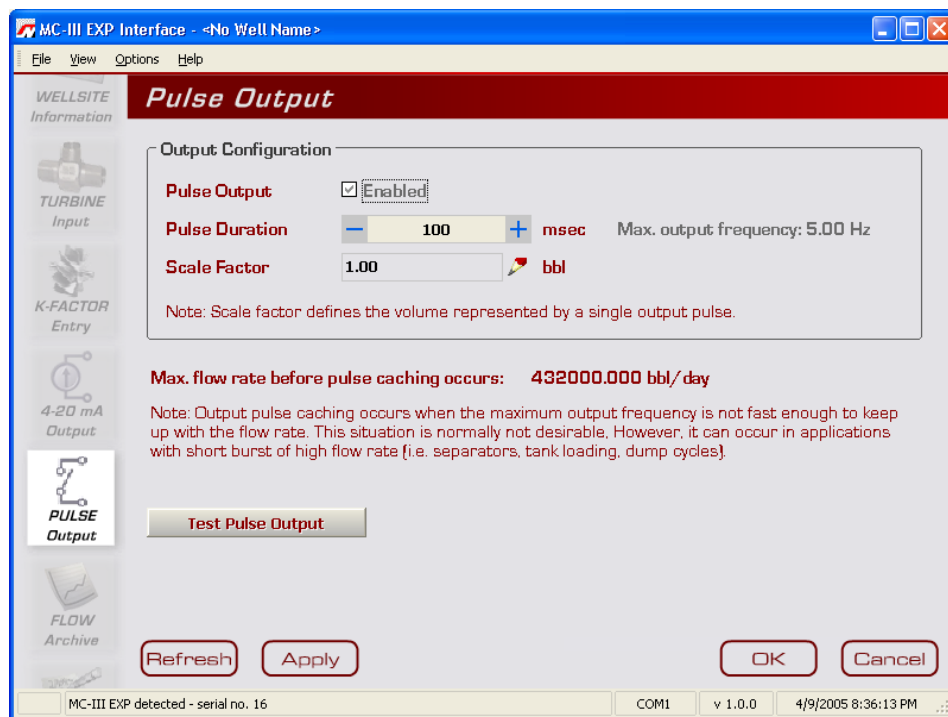 MC-III EXP Interface - <No Well Name>
File View Options Help
WELLSITE
Information
TURBINE
Input
K-FACTOR
Entry
4-20 mA
Output
PULSE
Output
FLOW
Archive
Pulse Output
Output Configuration
Pulse Output Enabled
Pulse Duration − 100 + msec Max. output frequency: 5.00 Hz
Scale Factor 1.00 bbl
Note: Scale factor defines the volume represented by a single output pulse.
Max. flow rate before pulse caching occurs: 432000.000 bbl/day
Note: Output pulse caching occurs when the maximum output frequency is not fast enough to keep
up with the flow rate. This situation is normally not desirable, However, it can occur in applications
with short burst of high flow rate (i.e. separators, tank loading, dump cycles).
Test Pulse Output
Refresh Apply OK Cancel
MC-III EXP detected - serial no. 16 COM1 v 1.0.0 4/9/2005 8:36:13 PM